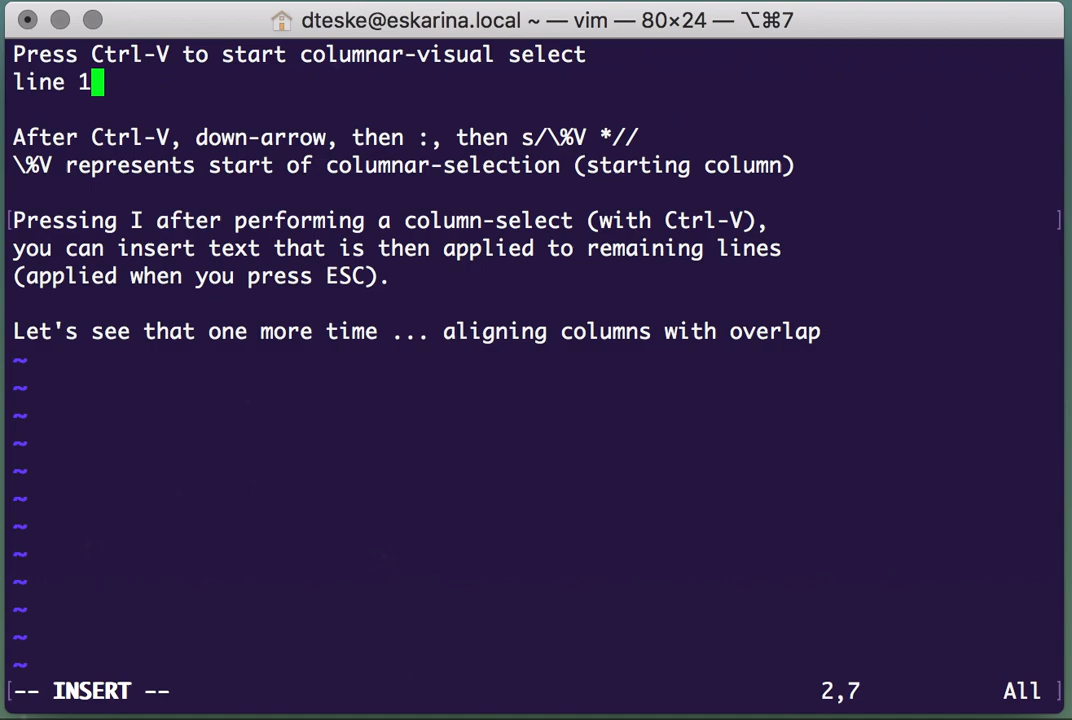 dteske@eskarina.local ~ — vim — 80×24 — ⌥⌘7
Press Ctrl-V to start columnar-visual select
line 1
After Ctrl-V, down-arrow, then :, then s/\%V *//
\%V represents start of columnar-selection (starting column)
[Pressing I after performing a column-select (with Ctrl-V), ]
you can insert text that is then applied to remaining lines
(applied when you press ESC).
Let's see that one more time ... aligning columns with overlap
~
~
~
~
~
~
~
~
~
~
~
~
[-- INSERT -- 2,7 All ]